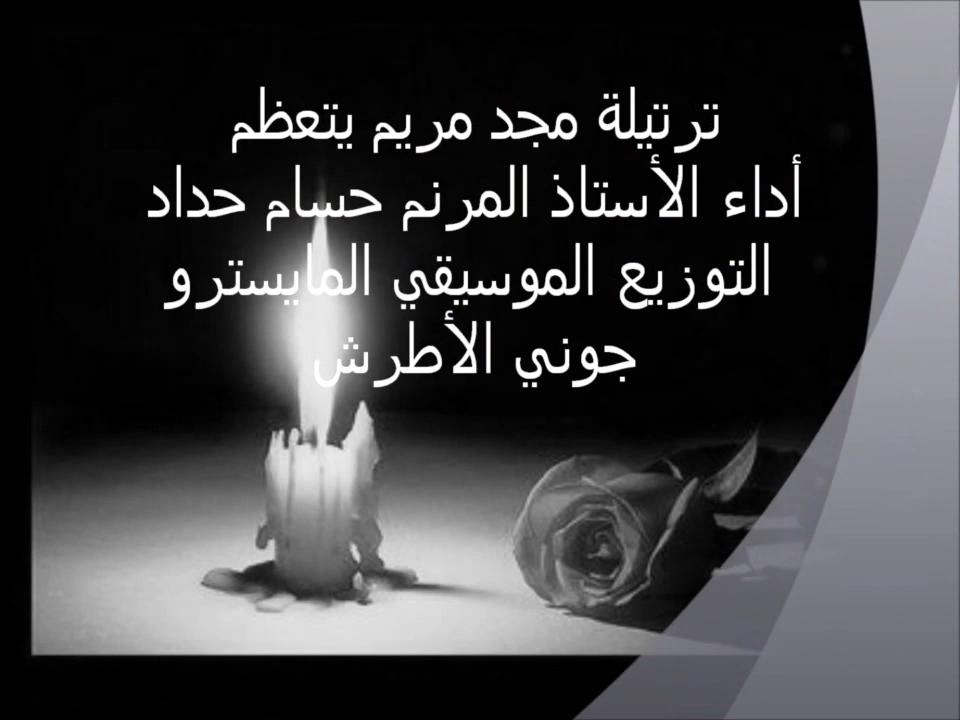 ترتيلة مجد مريم يتعظم
أداء الأستاذ المرنم حسام حداد
التوزيع الموسيقي المايسترو
جوني الأطرش